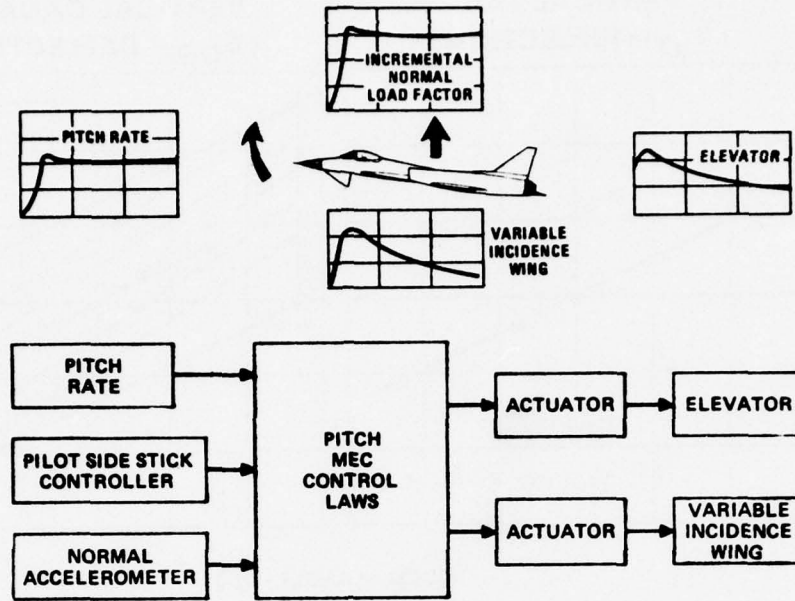 INCREMENTAL
NORMAL
LOAD FACTOR
PITCH RATE
ELEVATOR
VARIABLE
INCIDENCE
WING
PITCH
RATE
PILOT SIDE STICK
CONTROLLER
NORMAL
ACCELEROMETER
PITCH
MEC
CONTROL
LAWS
ACTUATOR
ELEVATOR
ACTUATOR
VARIABLE
INCIDENCE
WING